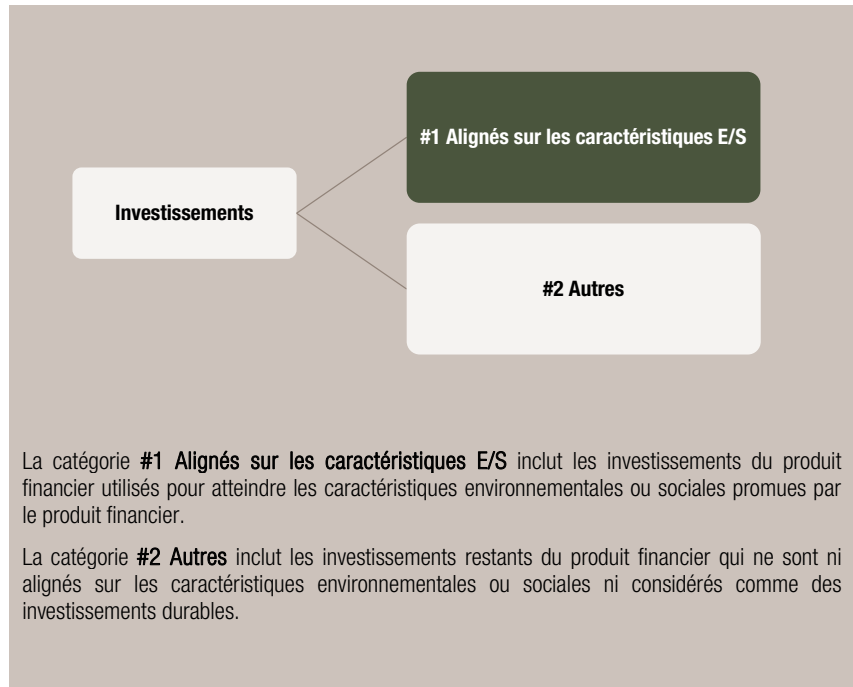 #1 Alignés sur les caractéristiques E/S
Investissements
#2 Autres
La catégorie #1 Alignés sur les caractéristiques E/S inclut les investissements du produit
financier utilisés pour atteindre les caractéristiques environnementales ou sociales promues par
le produit financier.
La catégorie #2 Autres inclut les investissements restants du produit financier qui ne sont ni
alignés sur les caractéristiques environnementales ou sociales ni considérés comme des
investissements durables.